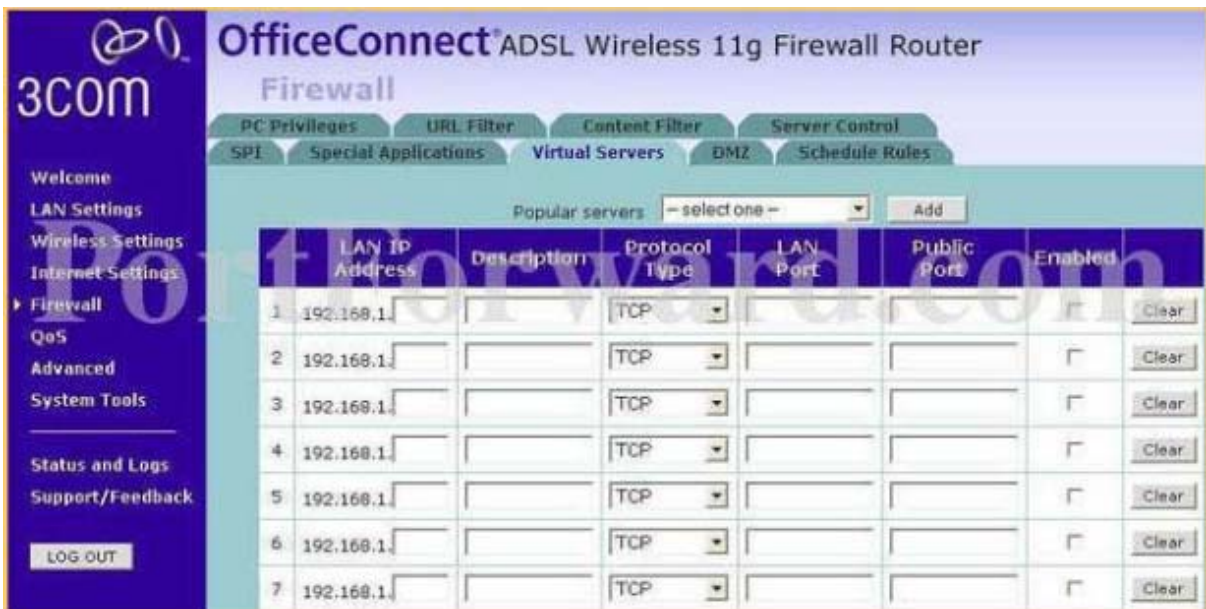 3COM
OfficeConnect ADSL Wireless 11g Firewall Router
Firewall
PC Privileges URL Filter Content Filter Server Control
SPI Special Applications Virtual Servers DMZ Schedule Rules
Welcome
LAN Settings
Wireless Settings
Internet Settings
Firewall
QoS
Advanced
System Tools
Status and Logs
Support/Feedback
LOG OUT
Popular servers – select one – Add
LAN IP Address Description Protocol Type LAN Port Public Port Enabled
1 192.168.1. TCP Clear
2 192.168.1. TCP Clear
3 192.168.1. TCP Clear
4 192.168.1. TCP Clear
5 192.168.1. TCP Clear
6 192.168.1. TCP Clear
7 192.168.1. TCP Clear
PortForward.com